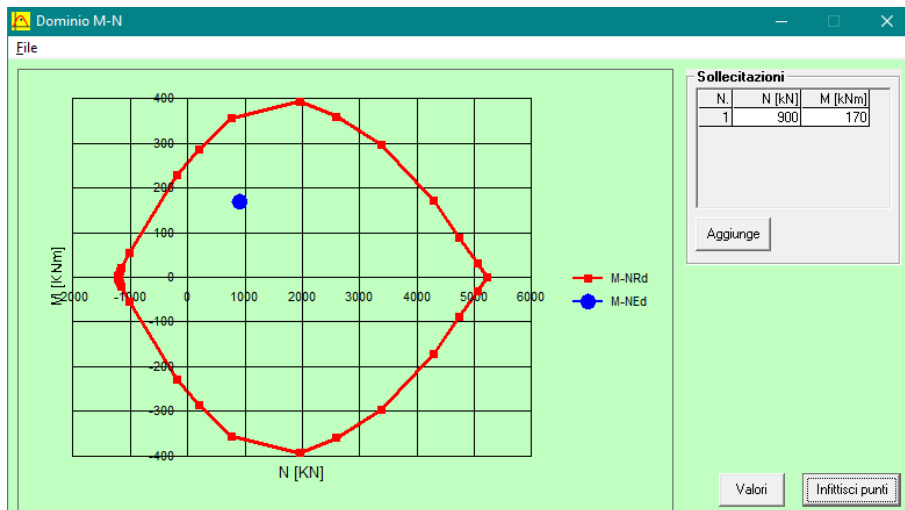 Dominio M-N
File
400
300
200
100
0
-100
-200
-300
-400
M [KNm]
-2000 -1000 0 1000 2000 3000 4000 5000 6000
N [KN]
M-NRd
M-NEd
Sollecitazioni
N. N [kN] M [kNm]
1 900 170
Aggiunge
Valori Infittisci punti